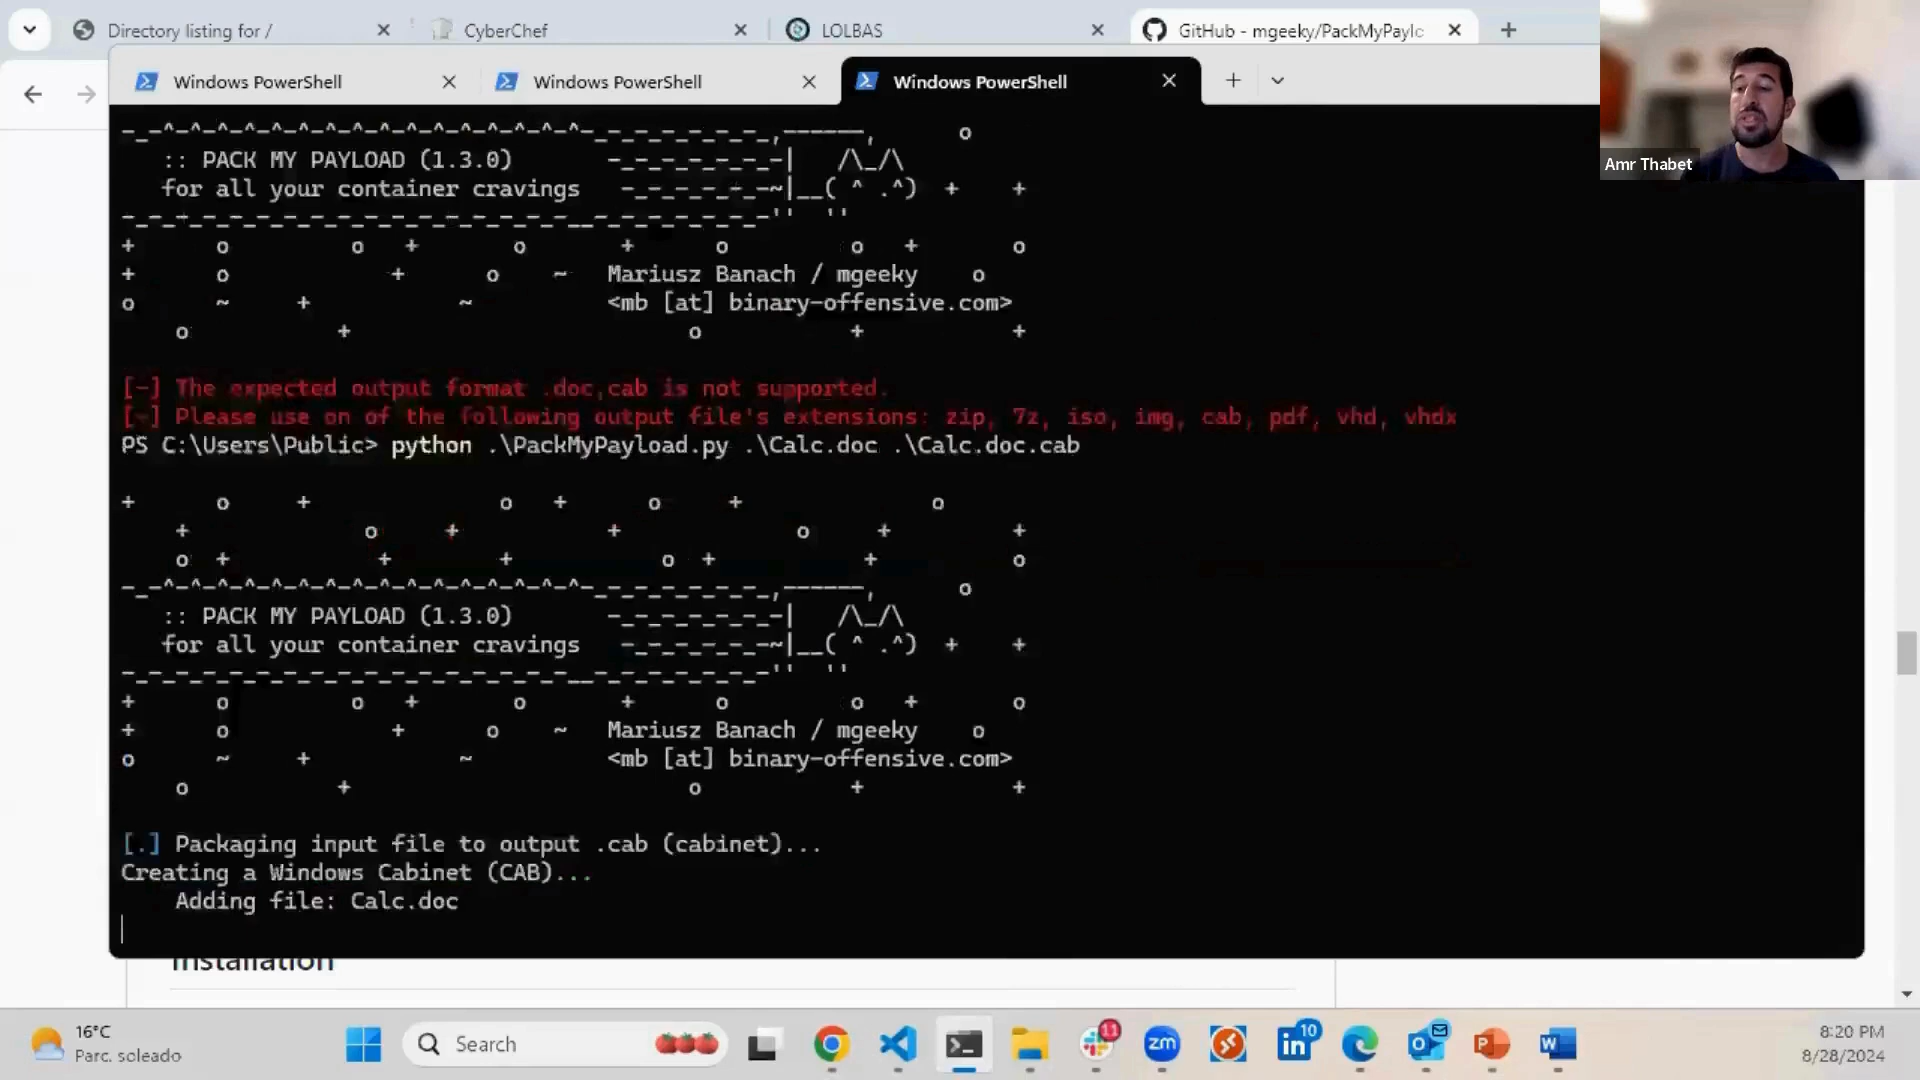 Directory listing for /
CyberChef
LOLBAS
GitHub - mgeeky/PackMyPaylc
Windows PowerShell
Windows PowerShell
Windows PowerShell
Amr Thabet
:: PACK MY PAYLOAD (1.3.0)
for all your container cravings
Mariusz Banach / mgeeky
<mb [at] binary-offensive.com>
[-] The expected output format .doc,cab is not supported.
[-] Please use on of the following output file's extensions: zip, 7z, iso, img, cab, pdf, vhd, vhdx
PS C:\Users\Public> python .\PackMyPayload.py .\Calc.doc .\Calc.doc.cab
:: PACK MY PAYLOAD (1.3.0)
for all your container cravings
Mariusz Banach / mgeeky
<mb [at] binary-offensive.com>
[.] Packaging input file to output .cab (cabinet)...
Creating a Windows Cabinet (CAB)...
Adding file: Calc.doc
Installation
16°C
Parc. soleado
Search
11
zm
10
8:20 PM
8/28/2024